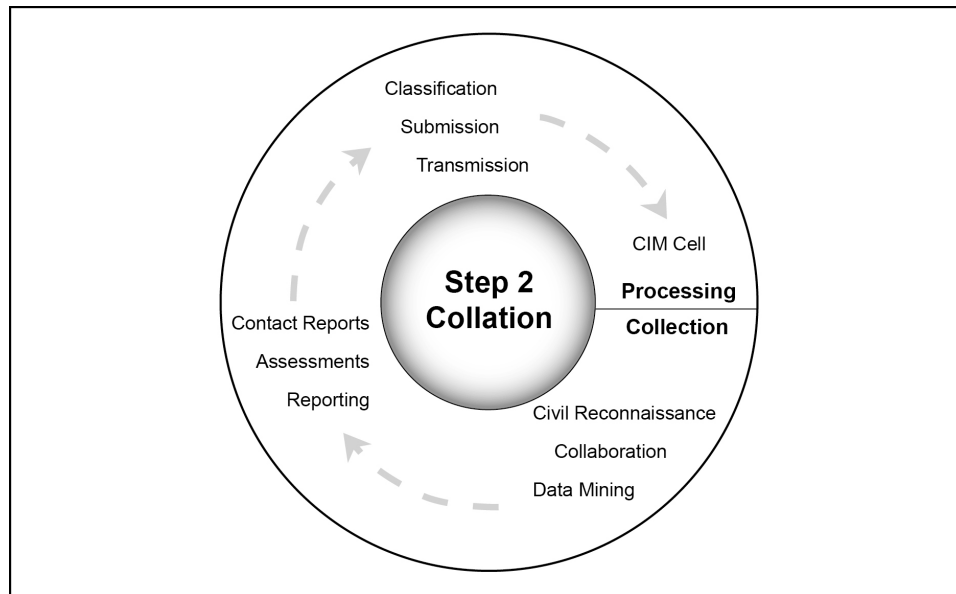 Classification
Submission
Transmission
CIM Cell
Step 2
Collation
Processing
Collection
Contact Reports
Assessments
Reporting
Civil Reconnaissance
Collaboration
Data Mining